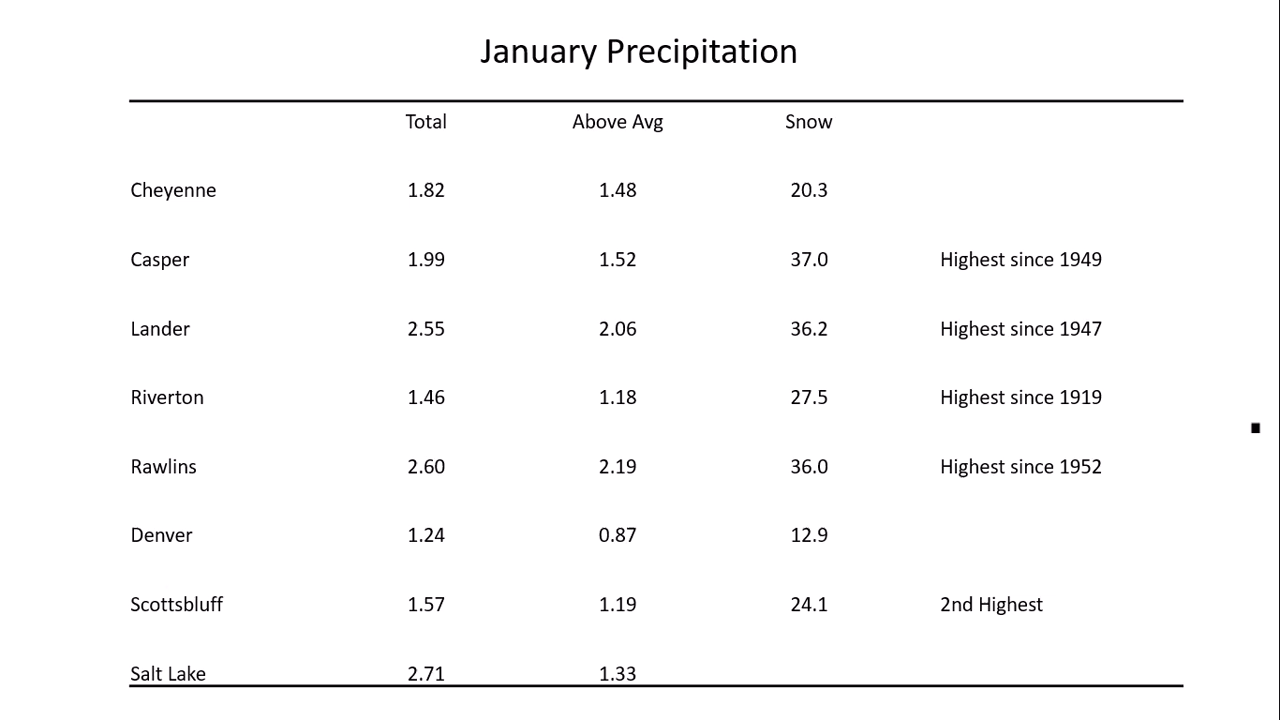 January Precipitation
Total Above Avg Snow
Cheyenne 1.82 1.48 20.3
Casper 1.99 1.52 37.0 Highest since 1949
Lander 2.55 2.06 36.2 Highest since 1947
Riverton 1.46 1.18 27.5 Highest since 1919
Rawlins 2.60 2.19 36.0 Highest since 1952
Denver 1.24 0.87 12.9
Scottsbluff 1.57 1.19 24.1 2nd Highest
Salt Lake 2.71 1.33